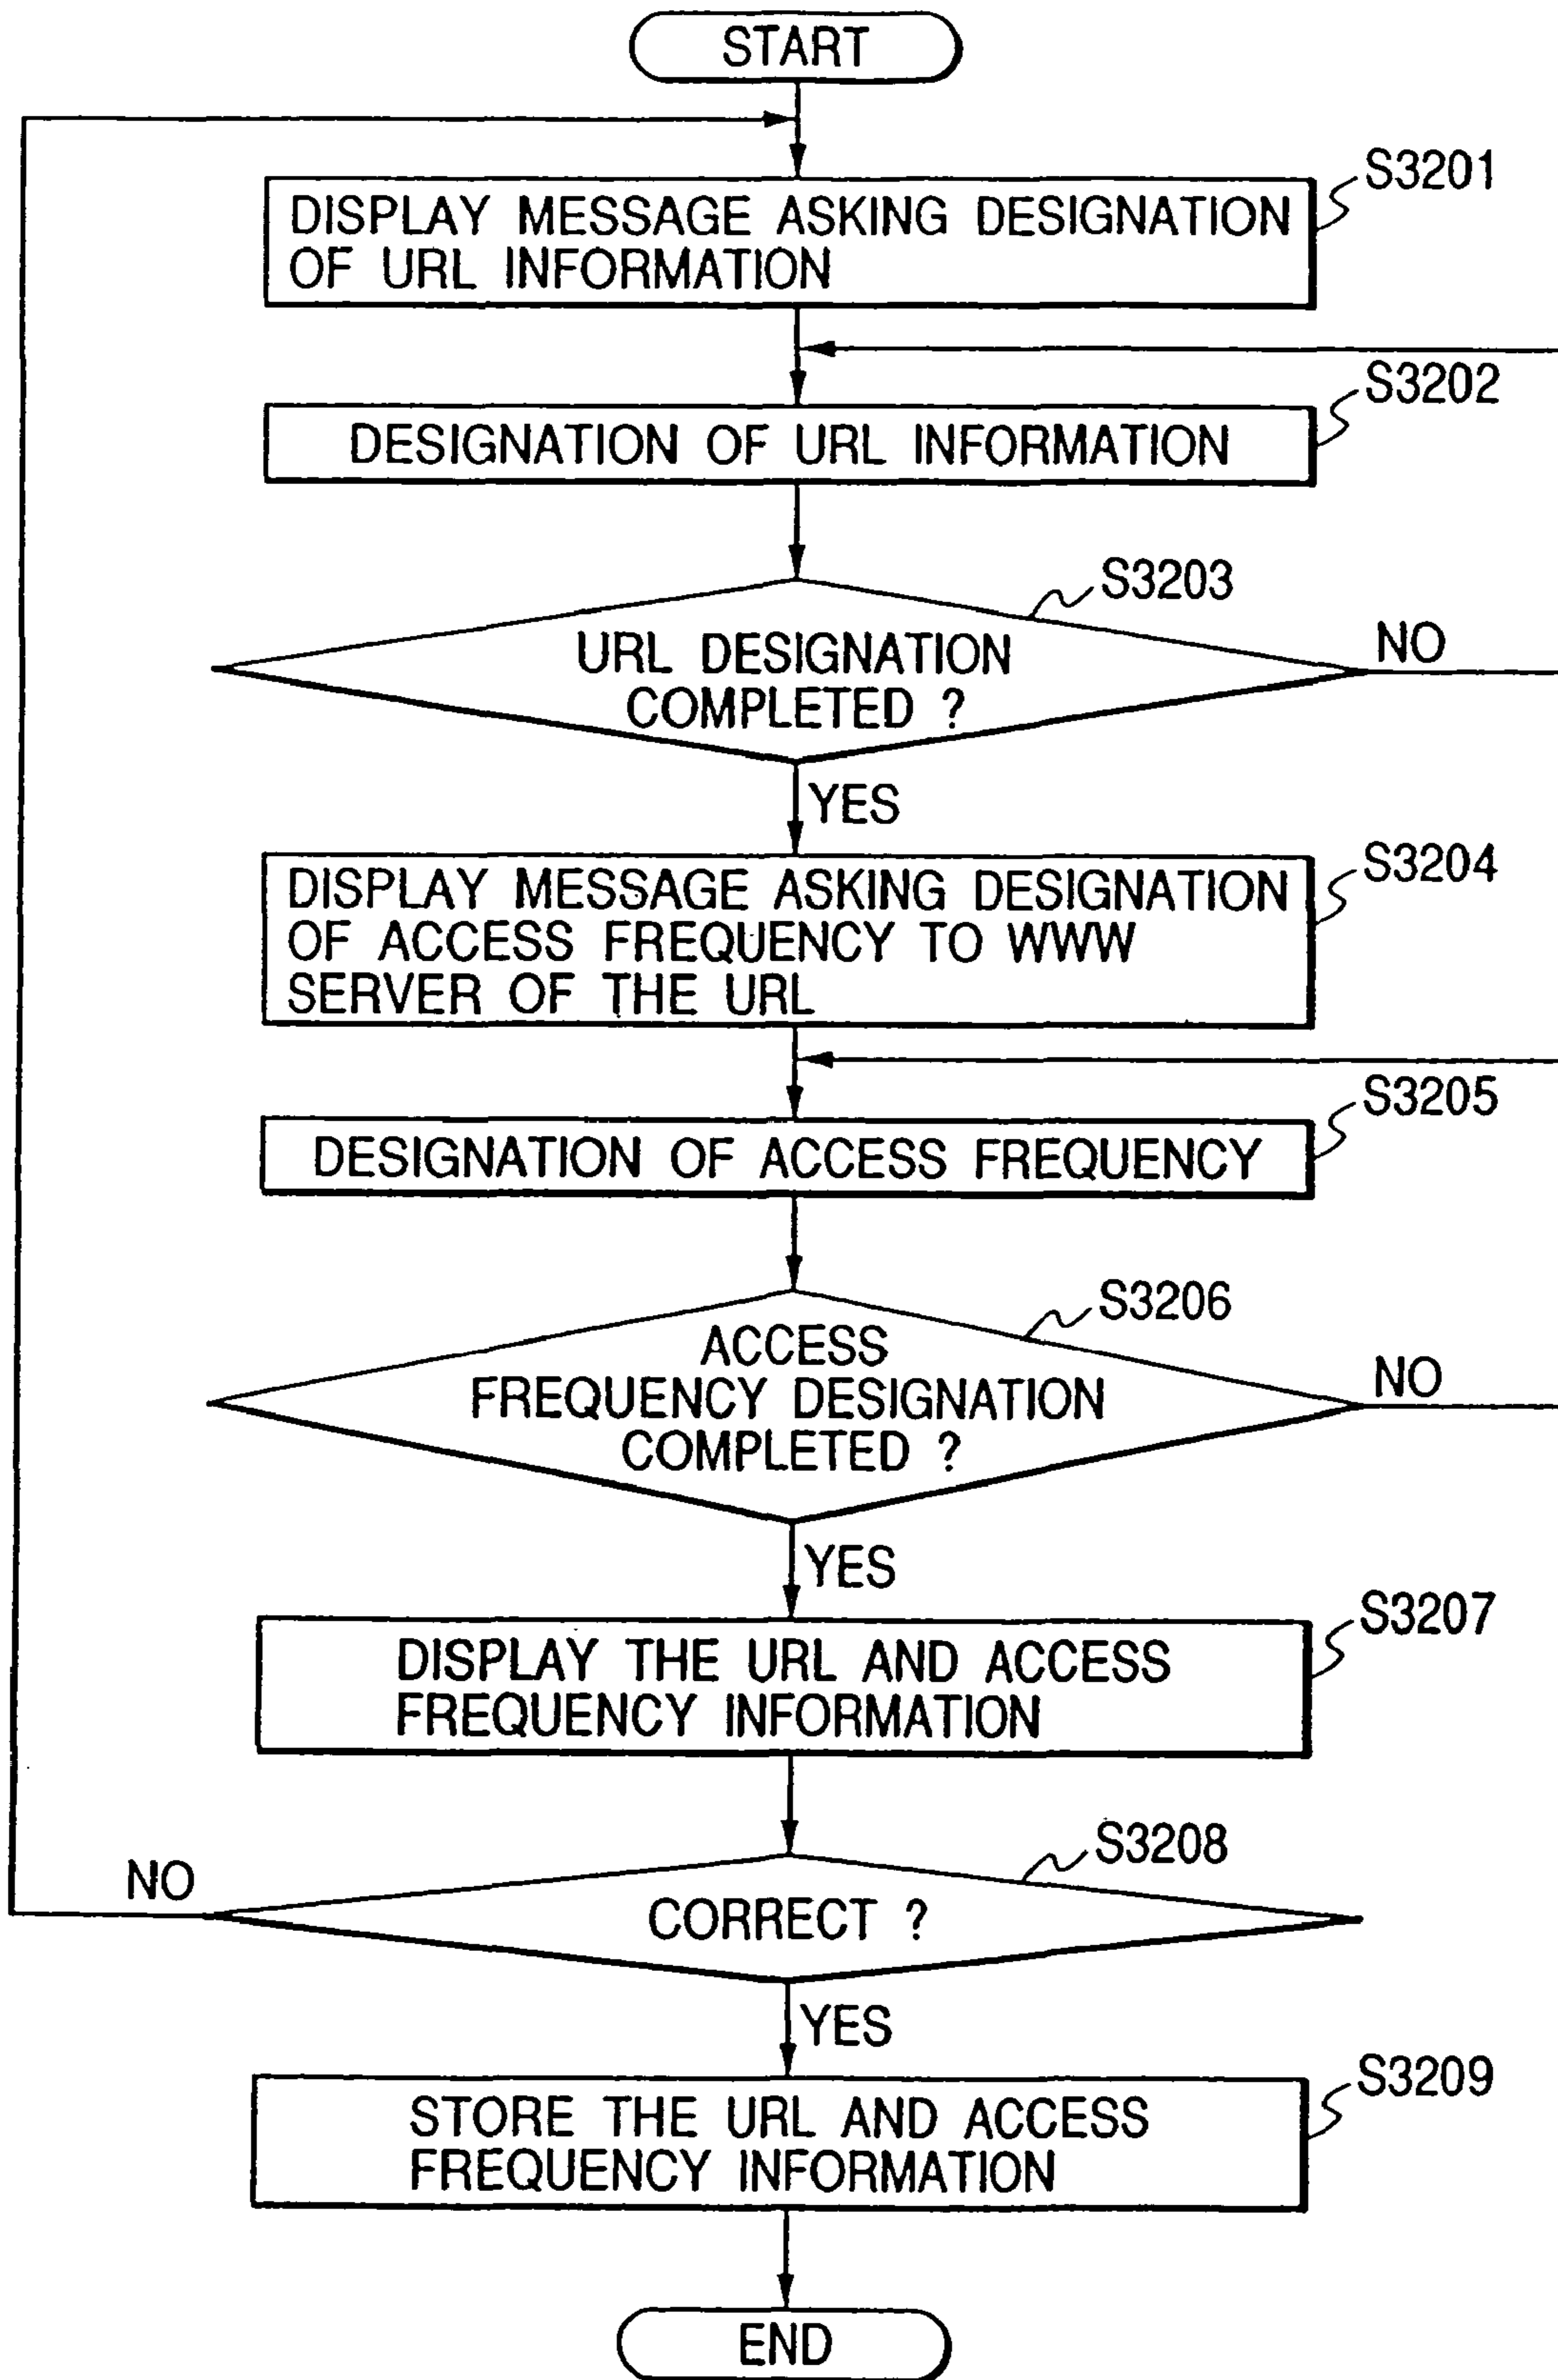 START
S3201
DISPLAY MESSAGE ASKING DESIGNATION
OF URL INFORMATION
S3202
DESIGNATION OF URL INFORMATION
S3203
URL DESIGNATION
COMPLETED ?
NO
YES
S3204
DISPLAY MESSAGE ASKING DESIGNATION
OF ACCESS FREQUENCY TO WWW
SERVER OF THE URL
S3205
DESIGNATION OF ACCESS FREQUENCY
S3206
ACCESS
FREQUENCY DESIGNATION
COMPLETED ?
NO
YES
S3207
DISPLAY THE URL AND ACCESS
FREQUENCY INFORMATION
S3208
NO
CORRECT ?
YES
S3209
STORE THE URL AND ACCESS
FREQUENCY INFORMATION
END